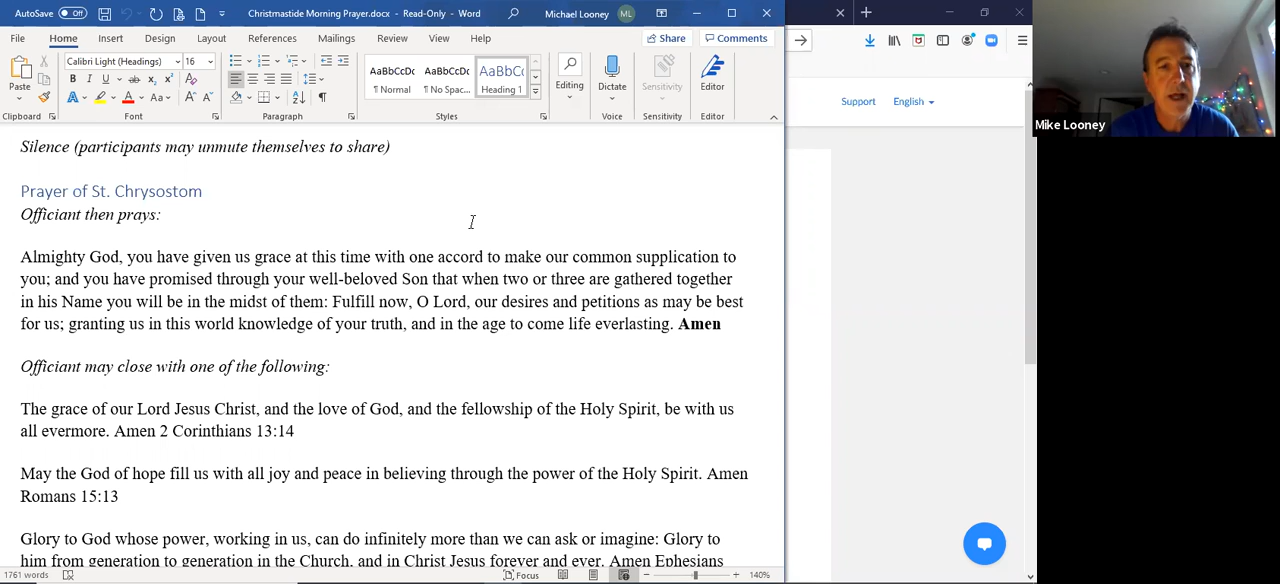 AutoSave Off Christmastide Morning Prayer.docx - Read-Only - Word Michael Looney ML
File Home Insert Design Layout References Mailings Review View Help Share Comments
Calibri Light (Headings) 16
Paste
AaBbCcDc AaBbCcDc AaBbCc
¶ Normal ¶ No Spac... Heading 1
Editing Dictate Sensitivity Editor
Clipboard Font Paragraph Styles Voice Sensitivity Editor
Support English
Mike Looney
Silence (participants may unmute themselves to share)
Prayer of St. Chrysostom
Officiant then prays:
Almighty God, you have given us grace at this time with one accord to make our common supplication to
you; and you have promised through your well-beloved Son that when two or three are gathered together
in his Name you will be in the midst of them: Fulfill now, O Lord, our desires and petitions as may be best
for us; granting us in this world knowledge of your truth, and in the age to come life everlasting. Amen
Officiant may close with one of the following:
The grace of our Lord Jesus Christ, and the love of God, and the fellowship of the Holy Spirit, be with us
all evermore. Amen 2 Corinthians 13:14
May the God of hope fill us with all joy and peace in believing through the power of the Holy Spirit. Amen
Romans 15:13
Glory to God whose power, working in us, can do infinitely more than we can ask or imagine: Glory to
him from generation to generation in the Church, and in Christ Jesus forever and ever. Amen Ephesians
1761 words Focus 140%